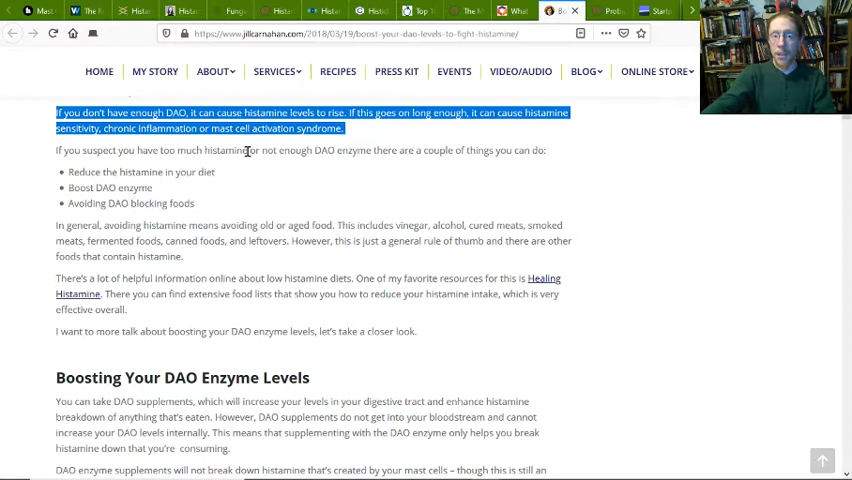 Mast
The R
Histan
Histam
Funge
Histan
Histan
Histidi
Top T
The M
What
Bo
Probi
Startp
https://www.jillcarnahan.com/2018/03/19/boost-your-dao-levels-to-fight-histamine/
HOME MY STORY ABOUT SERVICES RECIPES PRESS KIT EVENTS VIDEO/AUDIO BLOG ONLINE STORE
If you don't have enough DAO, it can cause histamine levels to rise. If this goes on long enough, it can cause histamine
sensitivity, chronic inflammation or mast cell activation syndrome.
If you suspect you have too much histamine or not enough DAO enzyme there are a couple of things you can do:
Reduce the histamine in your diet
Boost DAO enzyme
Avoiding DAO blocking foods
In general, avoiding histamine means avoiding old or aged food. This includes vinegar, alcohol, cured meats, smoked
meats, fermented foods, canned foods, and leftovers. However, this is just a general rule of thumb and there are other
foods that contain histamine.
There's a lot of helpful information online about low histamine diets. One of my favorite resources for this is Healing
Histamine. There you can find extensive food lists that show you how to reduce your histamine intake, which is very
effective overall.
I want to more talk about boosting your DAO enzyme levels, let's take a closer look.
Boosting Your DAO Enzyme Levels
You can take DAO supplements, which will increase your levels in your digestive tract and enhance histamine
breakdown of anything that's eaten. However, DAO supplements do not get into your bloodstream and cannot
increase your DAO levels internally. This means that supplementing with the DAO enzyme only helps you break
histamine down that you're consuming.
DAO enzyme supplements will not break down histamine that's created by your mast cells – though this is still an